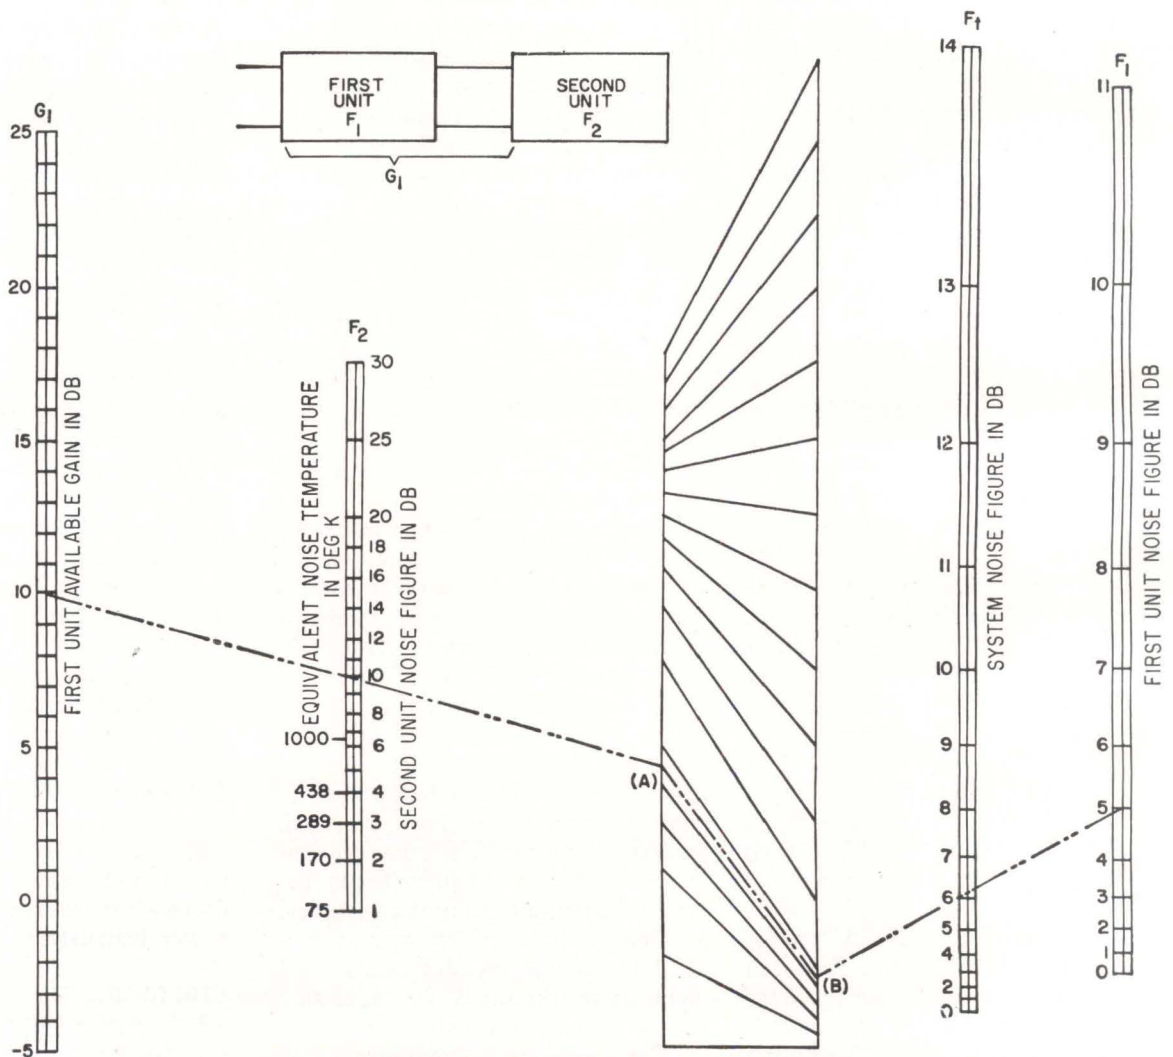 FIRST
UNIT
F1
SECOND
UNIT
F2
G1
G1
25
20
15
10
5
0
-5
FIRST UNIT AVAILABLE GAIN IN DB
F2
30
25
20
18
16
14
12
10
8
6
4
3
2
1
1000
438
289
170
75
EQUIVALENT NOISE TEMPERATURE
IN DEG K
SECOND UNIT NOISE FIGURE IN DB
(A)
(B)
Ft
14
13
12
11
10
9
8
7
6
5
4
2
0
SYSTEM NOISE FIGURE IN DB
F1
11
10
9
8
7
6
5
4
3
2
1
0
FIRST UNIT NOISE FIGURE IN DB